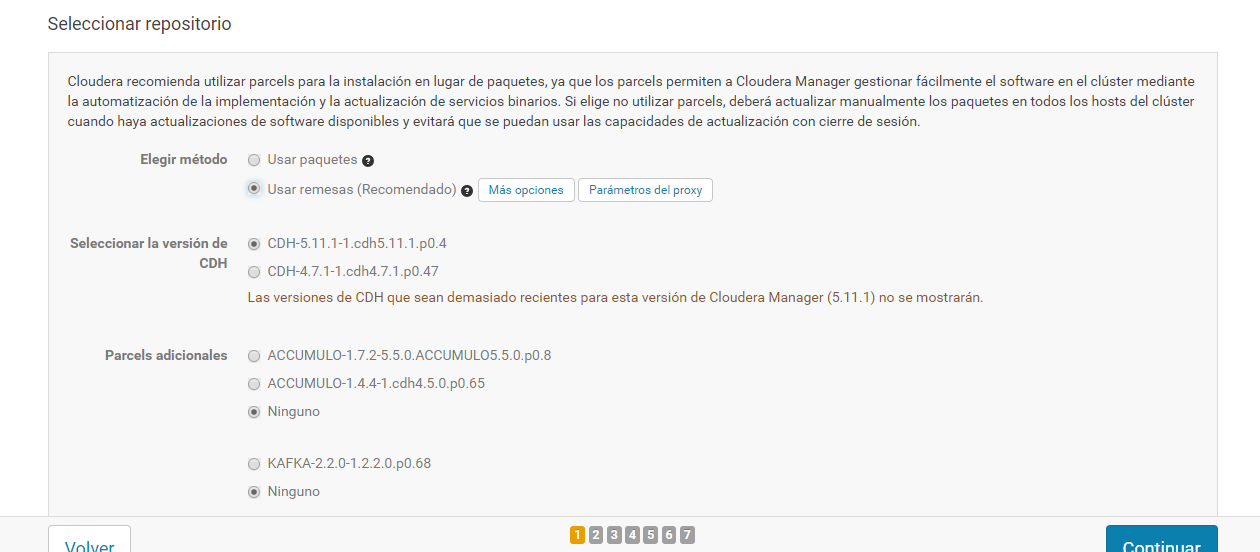 Seleccionar repositorio
Cloudera recomienda utilizar parcels para la instalación en lugar de paquetes, ya que los parcels permiten a Cloudera Manager gestionar fácilmente el software en el clúster mediante
la automatización de la implementación y la actualización de servicios binarios. Si elige no utilizar parcels, deberá actualizar manualmente los paquetes en todos los hosts del clúster
cuando haya actualizaciones de software disponibles y evitará que se puedan usar las capacidades de actualización con cierre de sesión.
Elegir método Usar paquetes ?
Usar remesas (Recomendado) ? Más opciones Parámetros del proxy
Seleccionar la versión de CDH-5.11.1-1.cdh5.11.1.p0.4
CDH
CDH-4.7.1-1.cdh4.7.1.p0.47
Las versiones de CDH que sean demasiado recientes para esta versión de Cloudera Manager (5.11.1) no se mostrarán.
Parcels adicionales ACCUMULO-1.7.2-5.5.0.ACCUMULO5.5.0.p0.8
ACCUMULO-1.4.4-1.cdh4.5.0.p0.65
Ninguno
KAFKA-2.2.0-1.2.2.0.p0.68
Ninguno
Volver 1 2 3 4 5 6 7 Continuar